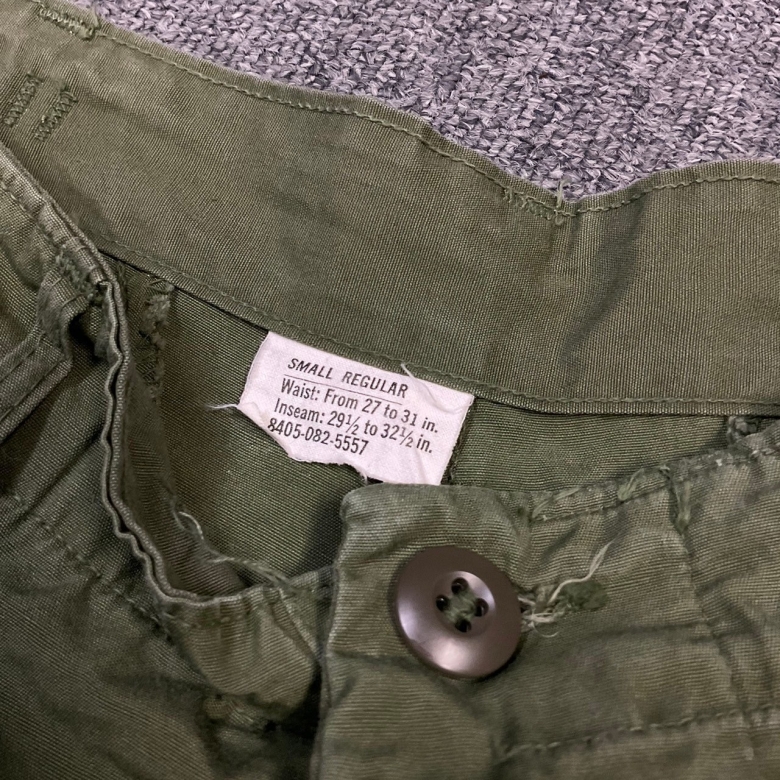 SMALL REGULAR
Waist: From 27 to 31 in.
Inseam: 29½ to 32½ in.
8405-082-5557